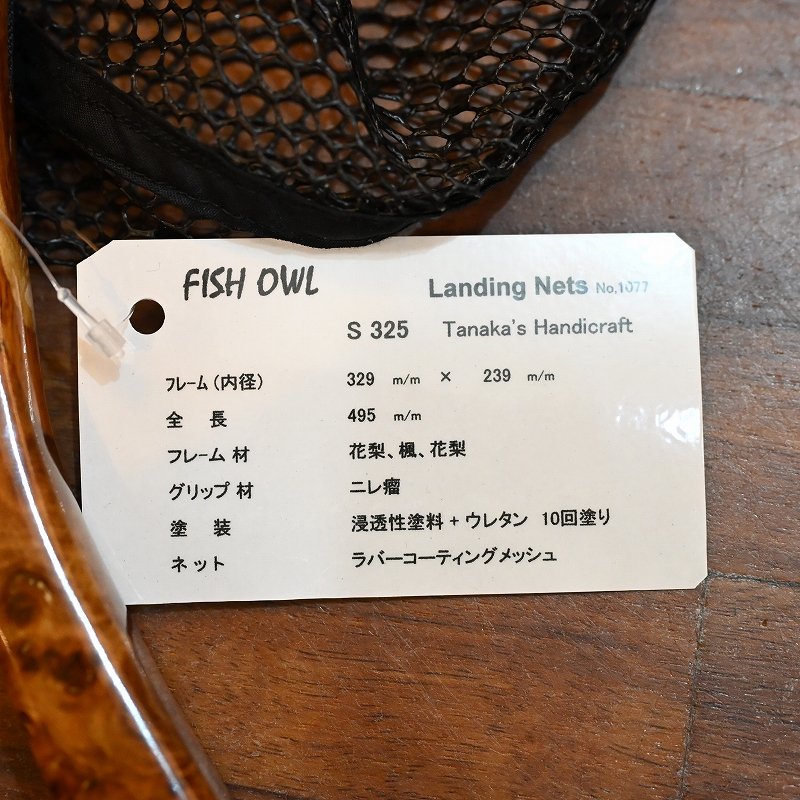 FISH OWL
Landing Nets No.1077
S 325 Tanaka's Handicraft
フレーム(内径) 329 m/m × 239 m/m
全 長 495 m/m
フレーム 材 花梨、楓、花梨
グリップ 材 ニレ瘤
塗 装 浸透性塗料 + ウレタン 10回塗り
ネット ラバーコーティングメッシュ